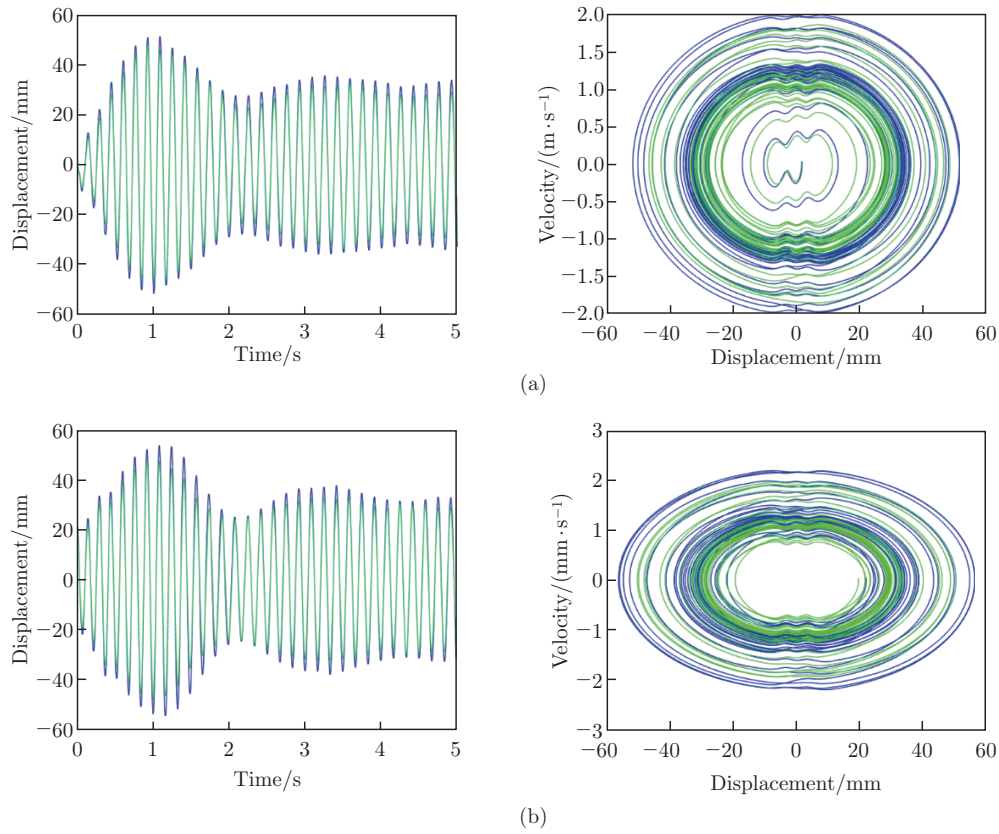 60
40
20
0
−20
−40
−60
0 1 2 3 4 5
Displacement/mm
Time/s
2.0
1.5
1.0
0.5
0.0
−0.5
−1.0
−1.5
−2.0
−60 −40 −20 0 20 40 60
Velocity/(m·s⁻¹)
Displacement/mm
(a)
60
40
20
0
−20
−40
−60
0 1 2 3 4 5
Displacement/mm
Time/s
3
2
1
0
−1
−2
−3
−60 −40 −20 0 20 40 60
Velocity/(mm·s⁻¹)
Displacement/mm
(b)